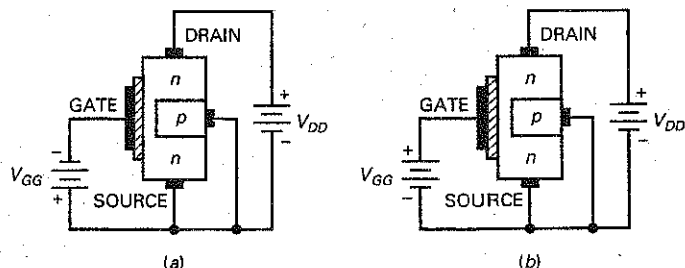 DRAIN
n
GATE
p
n
+
V_DD
−
−
V_GG
+
SOURCE
(a)
DRAIN
n
GATE
p
n
+
V_DD
−
+
V_GG
−
SOURCE
(b)